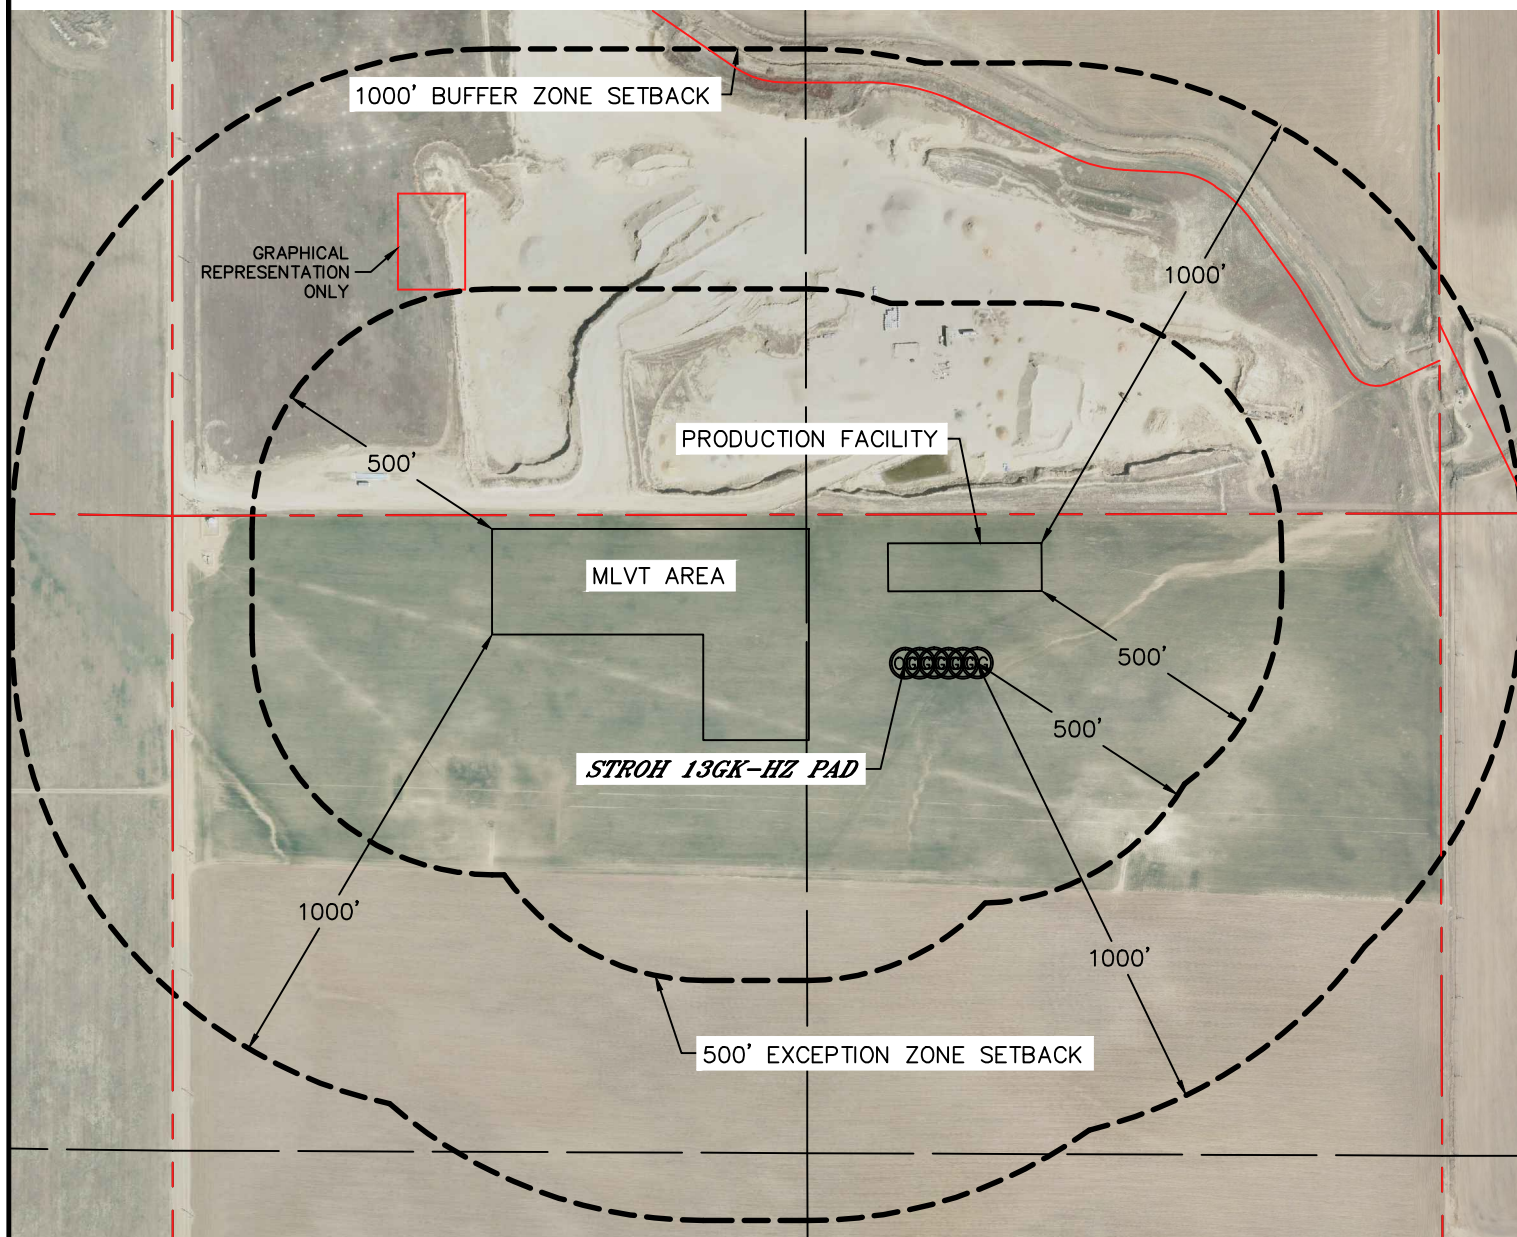 1000' BUFFER ZONE SETBACK
GRAPHICAL
REPRESENTATION
ONLY
1000'
PRODUCTION FACILITY
500'
MLVT AREA
500'
500'
STROH 13GK-HZ PAD
1000'
1000'
500' EXCEPTION ZONE SETBACK